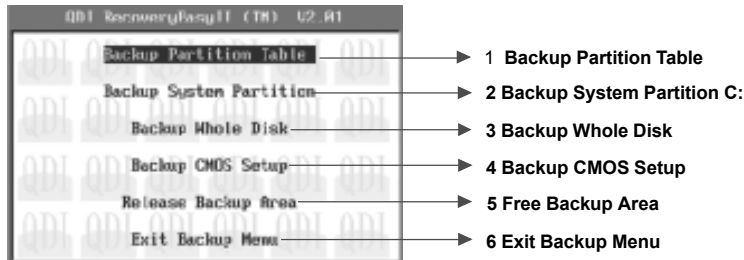 QDI RecoveryEasyII (TM) V2.01
Backup Partition Table 1 Backup Partition Table
Backup System Partition 2 Backup System Partition C:
Backup Whole Disk 3 Backup Whole Disk
Backup CMOS Setup 4 Backup CMOS Setup
Release Backup Area 5 Free Backup Area
Exit Backup Menu 6 Exit Backup Menu